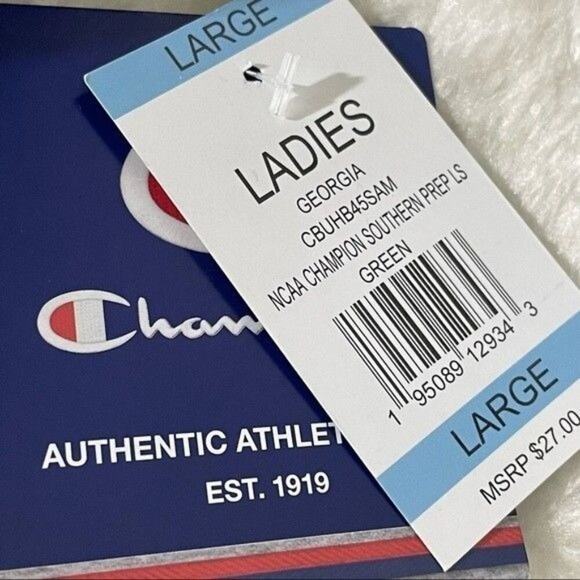 LARGE
LADIES
GEORGIA
CBUHB45SAM
NCAA CHAMPION SOUTHERN PREP LS
GREEN
1 95089 12934 3
LARGE
MSRP $27.00
Cham
AUTHENTIC ATHLET
EST. 1919